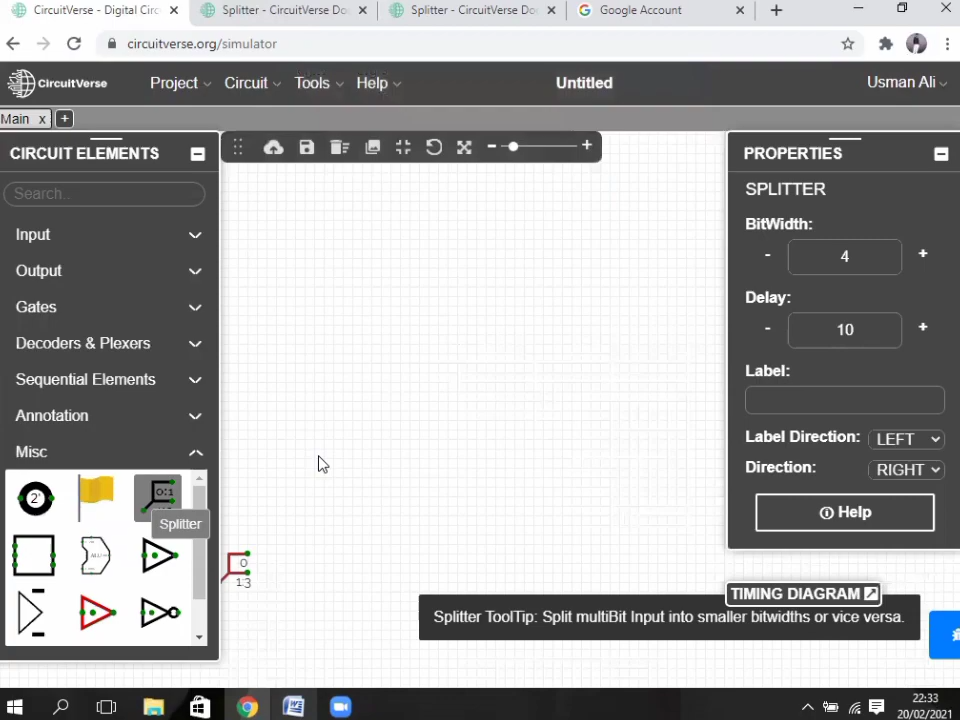 CircuitVerse - Digital Circ
Splitter - CircuitVerse Do
Splitter - CircuitVerse Do
Google Account
circuitverse.org/simulator
CircuitVerse
Project
Circuit
Tools
Help
Untitled
Usman Ali
Main x
CIRCUIT ELEMENTS
Search..
Input
Output
Gates
Decoders & Plexers
Sequential Elements
Annotation
Misc
2'
0:1
Splitter
0
1:3
PROPERTIES
SPLITTER
BitWidth:
- 4 +
Delay:
- 10 +
Label:
Label Direction: LEFT
Direction: RIGHT
Help
TIMING DIAGRAM
Splitter ToolTip: Split multiBit Input into smaller bitwidths or vice versa.
22:33
20/02/2021